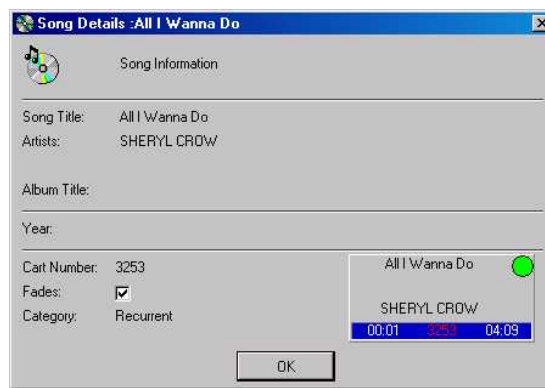 Song Details :All I Wanna Do
Song Information
Song Title: All I Wanna Do
Artists: SHERYL CROW
Album Title:
Year:
Cart Number: 3253
Fades:
Category: Recurrent
All I Wanna Do
SHERYL CROW
00:01 3253 04:09
OK